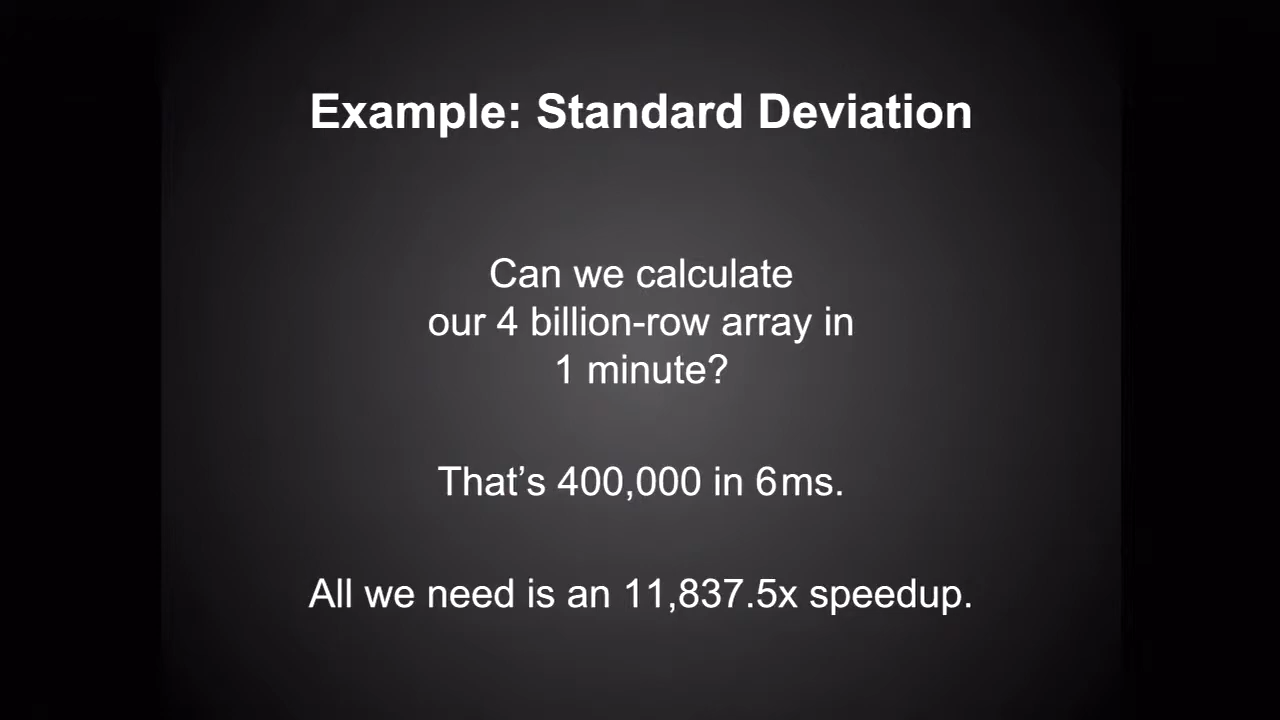 Example: Standard Deviation
Can we calculate
our 4 billion-row array in
1 minute?
That’s 400,000 in 6ms.
All we need is an 11,837.5x speedup.